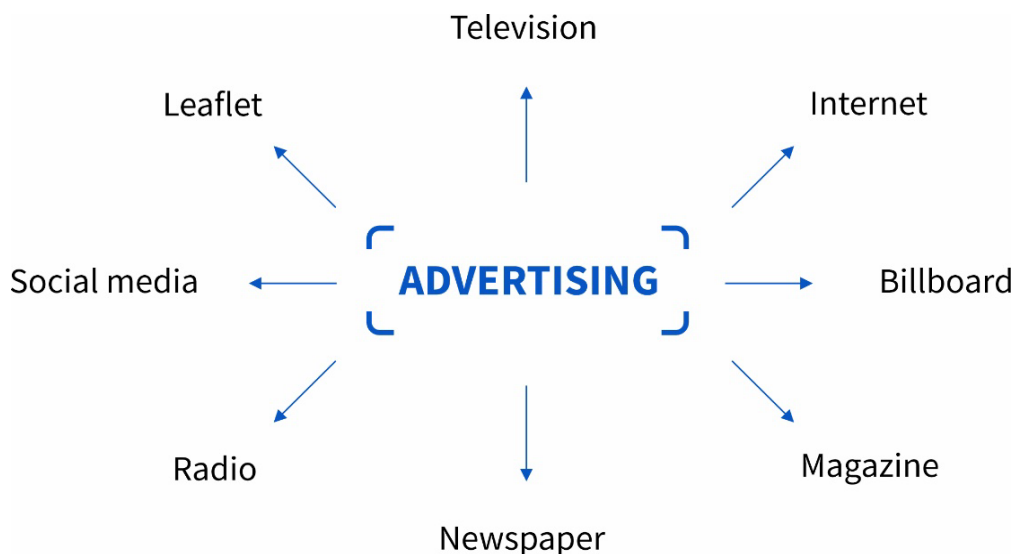 Television
Leaflet
Internet
Social media
ADVERTISING
Billboard
Radio
Magazine
Newspaper